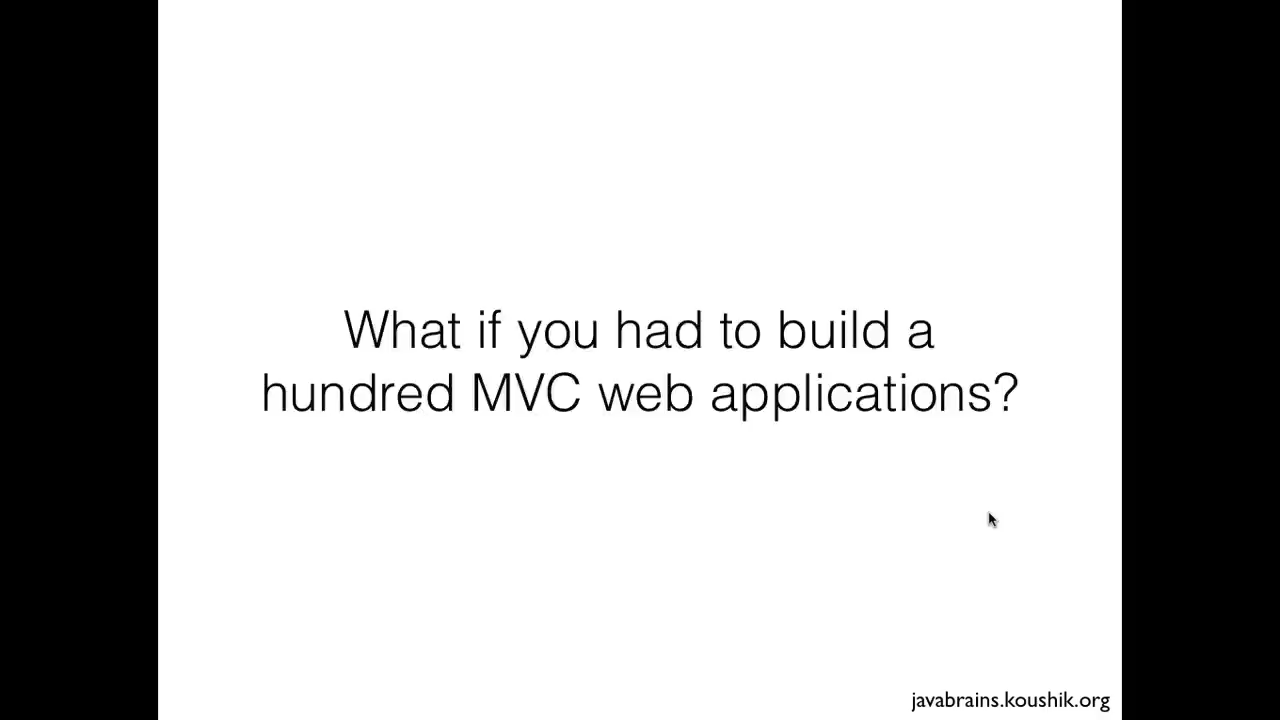 What if you had to build a
hundred MVC web applications?
javabrains.koushik.org